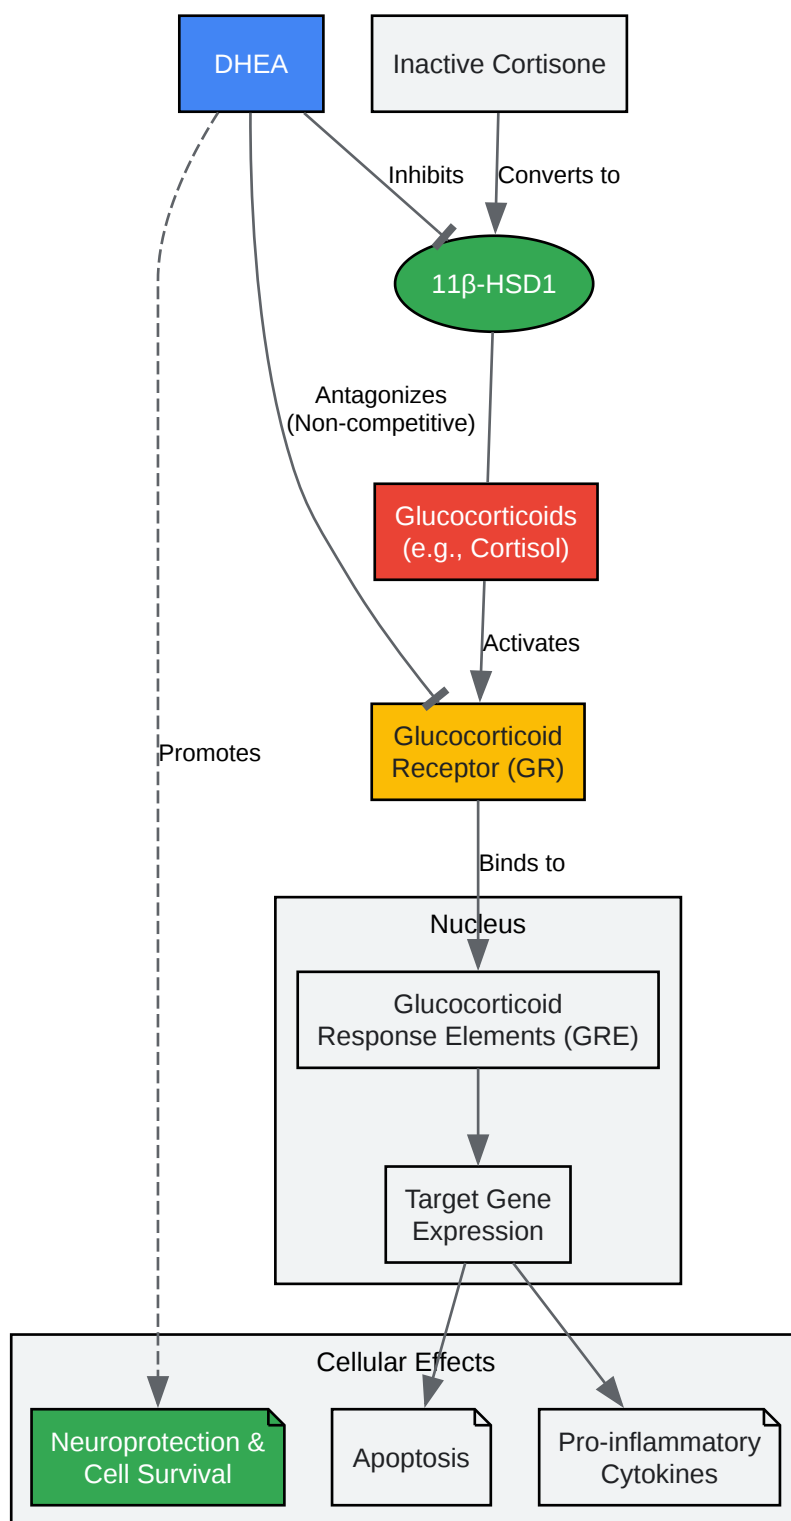 DHEA
Inactive Cortisone
Inhibits
Converts to
11β-HSD1
Antagonizes
(Non-competitive)
Glucocorticoids
(e.g., Cortisol)
Activates
Glucocorticoid
Receptor (GR)
Promotes
Binds to
Nucleus
Glucocorticoid
Response Elements (GRE)
Target Gene
Expression
Cellular Effects
Neuroprotection &
Cell Survival
Apoptosis
Pro-inflammatory
Cytokines